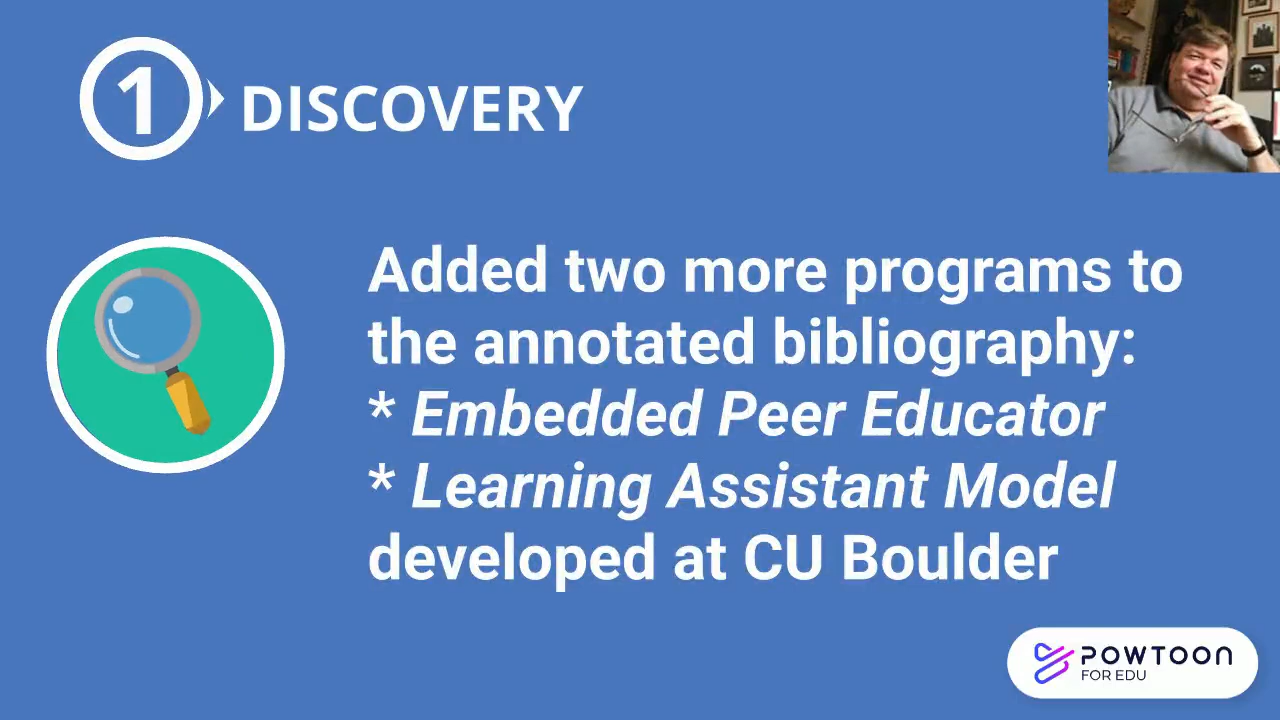 1 DISCOVERY
Added two more programs to
the annotated bibliography:
* Embedded Peer Educator
* Learning Assistant Model
developed at CU Boulder
POWTOON
FOR EDU